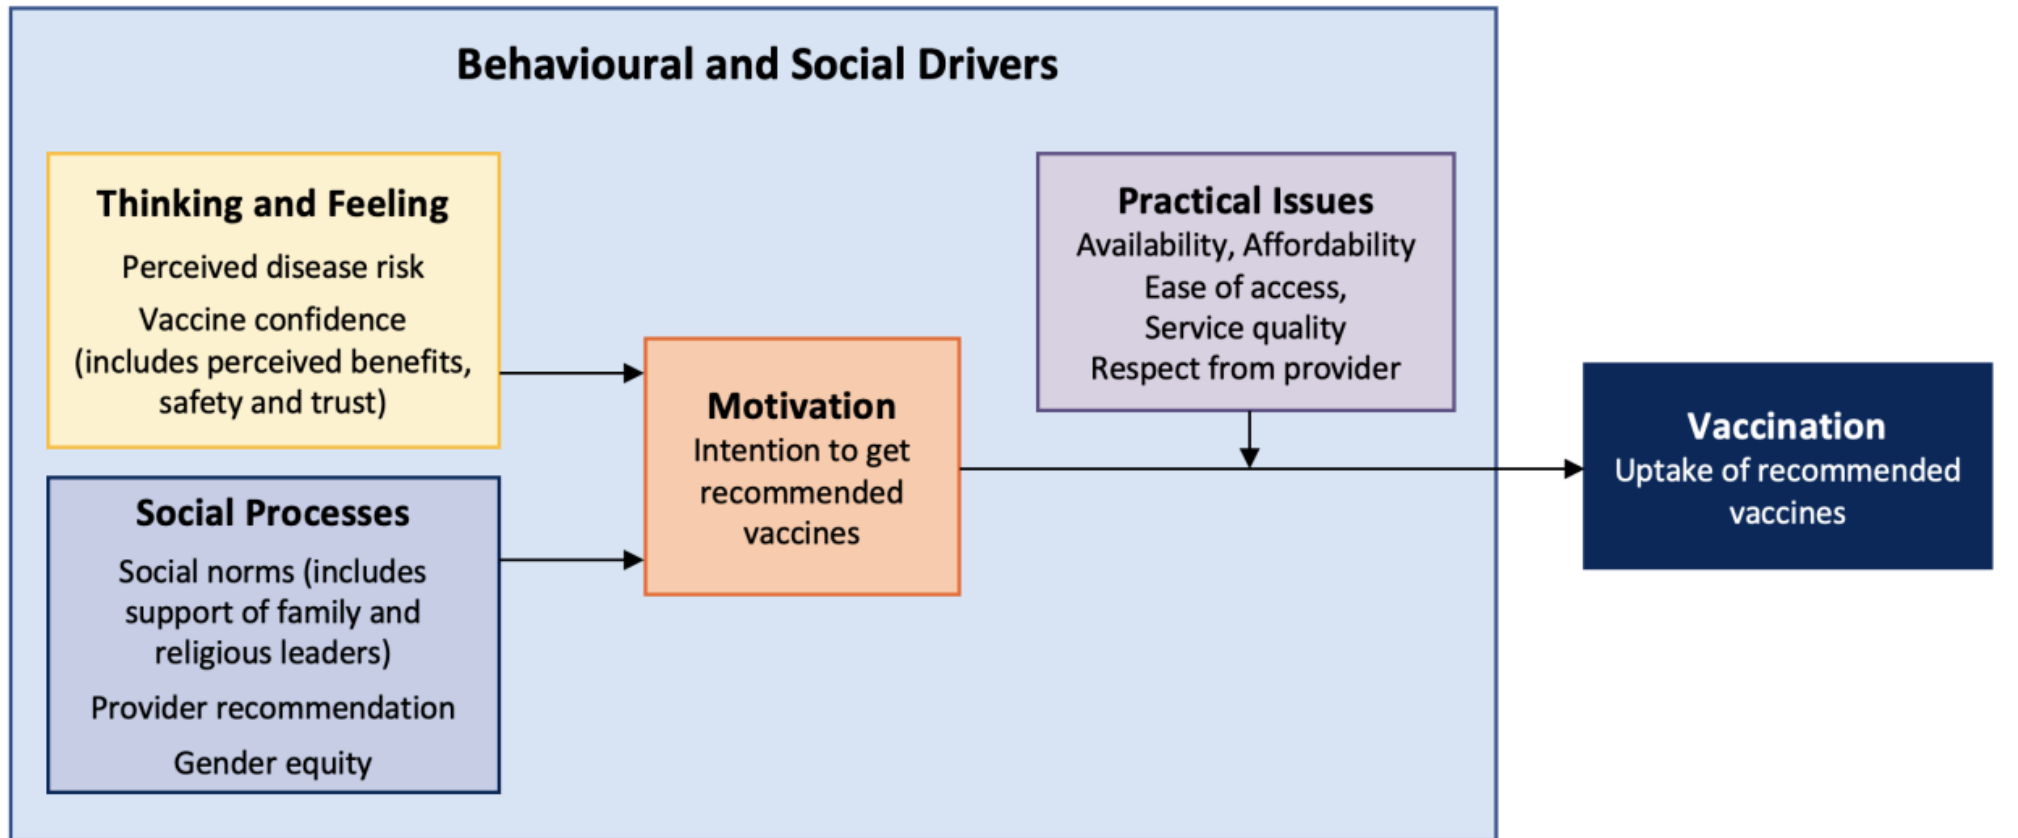 Behavioural and Social Drivers
Thinking and Feeling
Perceived disease risk
Vaccine confidence
(includes perceived benefits,
safety and trust)
Social Processes
Social norms (includes
support of family and
religious leaders)
Provider recommendation
Gender equity
Motivation
Intention to get
recommended
vaccines
Practical Issues
Availability, Affordability
Ease of access,
Service quality
Respect from provider
Vaccination
Uptake of recommended
vaccines